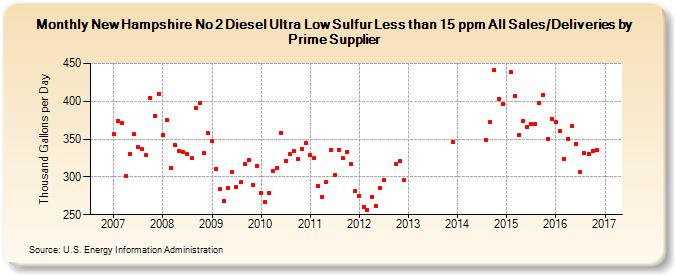 Monthly New Hampshire No 2 Diesel Ultra Low Sulfur Less than 15 ppm All Sales/Deliveries by
Prime Supplier
Thousand Gallons per Day
450
400
350
300
250
2007 2008 2009 2010 2011 2012 2013 2014 2015 2016 2017
Source: U.S. Energy Information Administration